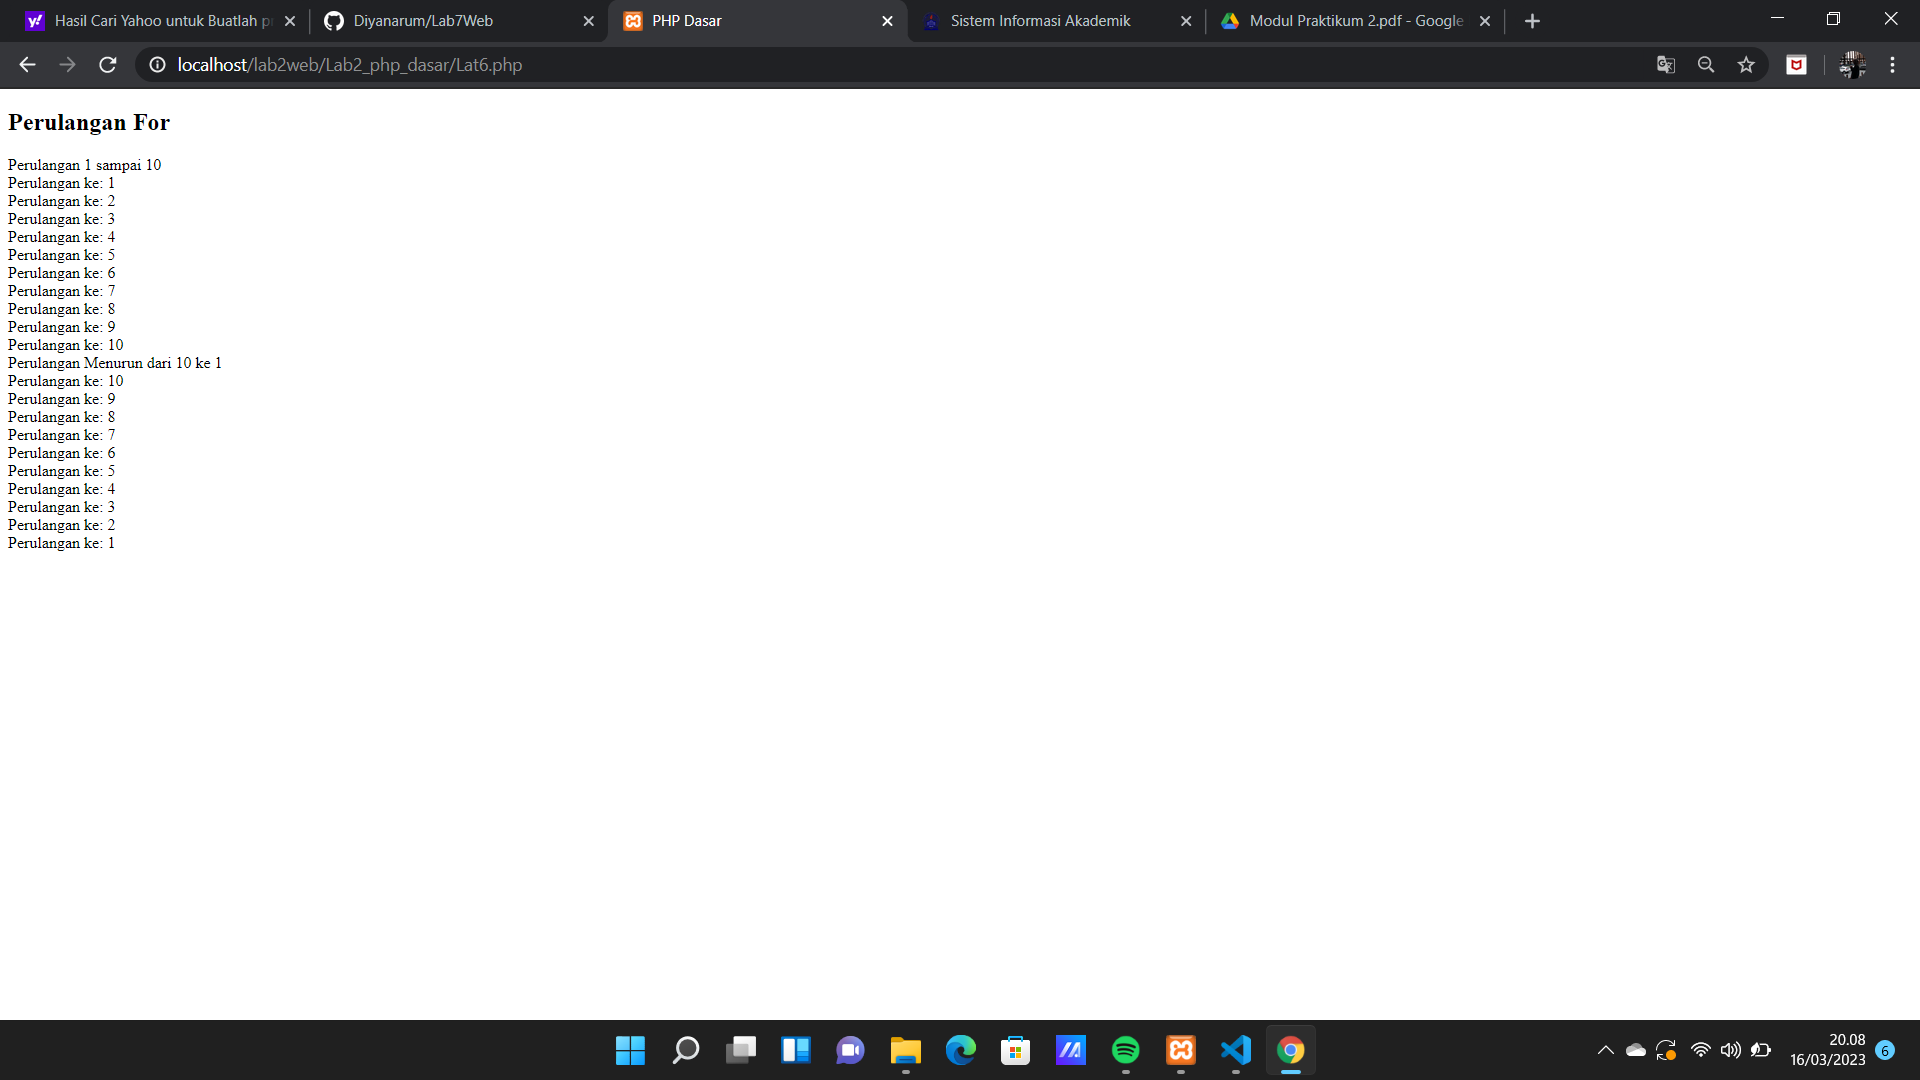 Hasil Cari Yahoo untuk Buatlah
Diyanarum/Lab7Web
PHP Dasar
Sistem Informasi Akademik
Modul Praktikum 2.pdf - Google
localhost/lab2web/Lab2_php_dasar/Lat6.php
Perulangan For
Perulangan 1 sampai 10
Perulangan ke: 1
Perulangan ke: 2
Perulangan ke: 3
Perulangan ke: 4
Perulangan ke: 5
Perulangan ke: 6
Perulangan ke: 7
Perulangan ke: 8
Perulangan ke: 9
Perulangan ke: 10
Perulangan Menurun dari 10 ke 1
Perulangan ke: 10
Perulangan ke: 9
Perulangan ke: 8
Perulangan ke: 7
Perulangan ke: 6
Perulangan ke: 5
Perulangan ke: 4
Perulangan ke: 3
Perulangan ke: 2
Perulangan ke: 1
20.08
16/03/2023
6